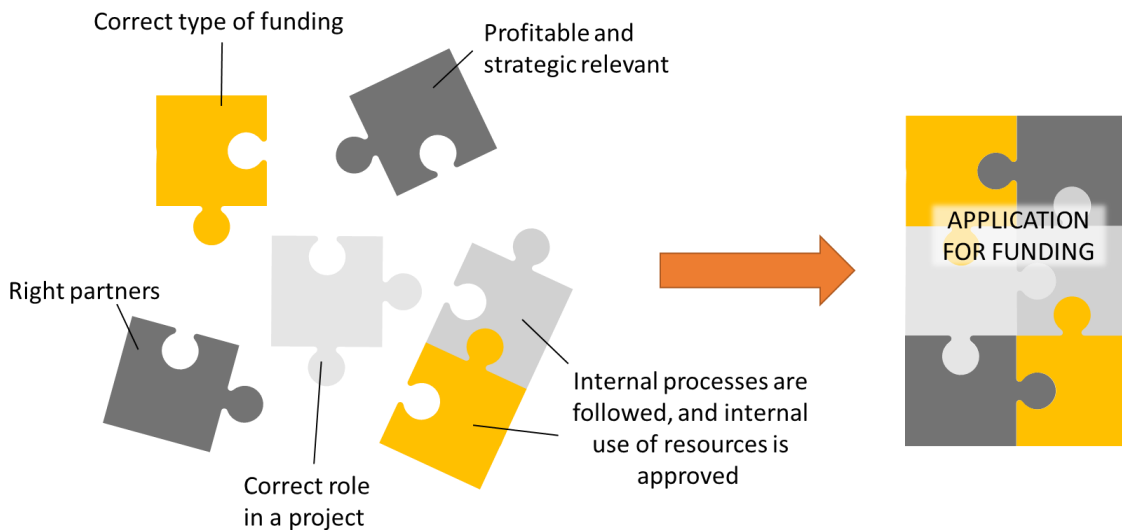 Correct type of funding
Profitable and
strategic relevant
Right partners
Correct role
in a project
Internal processes are
followed, and internal
use of resources is
approved
APPLICATION
FOR FUNDING